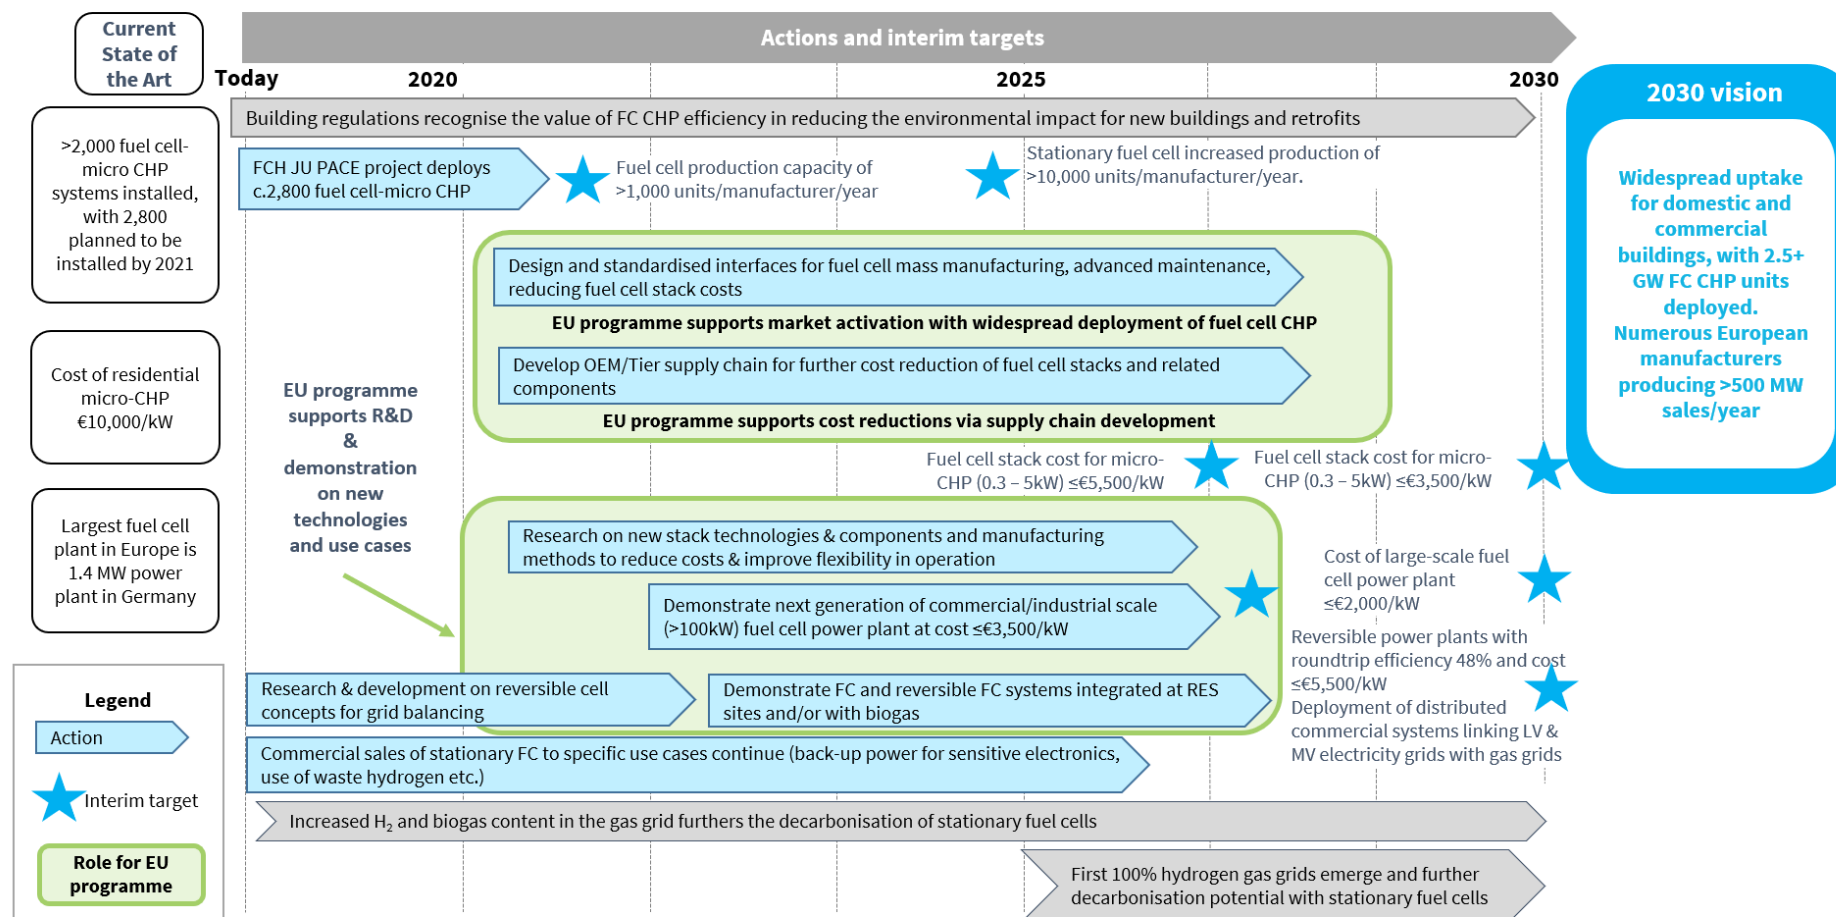 Current
State of
the Art
Actions and interim targets
Today
2020
2025
2030
>2,000 fuel cell-
micro CHP
systems installed,
with 2,800
planned to be
installed by 2021
Cost of residential
micro-CHP
€10,000/kW
Largest fuel cell
plant in Europe is
1.4 MW power
plant in Germany
Legend
Action
Interim target
Role for EU
programme
Building regulations recognise the value of FC CHP efficiency in reducing the environmental impact for new buildings and retrofits
FCH JU PACE project deploys
c.2,800 fuel cell-micro CHP
Fuel cell production capacity of
>1,000 units/manufacturer/year
Stationary fuel cell increased production of
>10,000 units/manufacturer/year.
Design and standardised interfaces for fuel cell mass manufacturing, advanced maintenance,
reducing fuel cell stack costs
EU programme supports market activation with widespread deployment of fuel cell CHP
Develop OEM/Tier supply chain for further cost reduction of fuel cell stacks and related
components
EU programme supports cost reductions via supply chain development
EU programme
supports R&D
&
demonstration
on new
technologies
and use cases
Fuel cell stack cost for micro-
CHP (0.3 – 5kW) ≤€5,500/kW
Fuel cell stack cost for micro-
CHP (0.3 – 5kW) ≤€3,500/kW
Research on new stack technologies & components and manufacturing
methods to reduce costs & improve flexibility in operation
Demonstrate next generation of commercial/industrial scale
(>100kW) fuel cell power plant at cost ≤€3,500/kW
Cost of large-scale fuel
cell power plant
≤€2,000/kW
Research & development on reversible cell
concepts for grid balancing
Demonstrate FC and reversible FC systems integrated at RES
sites and/or with biogas
Reversible power plants with
roundtrip efficiency 48% and cost
≤€5,500/kW
Deployment of distributed
commercial systems linking LV &
MV electricity grids with gas grids
Commercial sales of stationary FC to specific use cases continue (back-up power for sensitive electronics,
use of waste hydrogen etc.)
Increased H₂ and biogas content in the gas grid furthers the decarbonisation of stationary fuel cells
First 100% hydrogen gas grids emerge and further
decarbonisation potential with stationary fuel cells
2030 vision
Widespread uptake
for domestic and
commercial
buildings, with 2.5+
GW FC CHP units
deployed.
Numerous European
manufacturers
producing >500 MW
sales/year